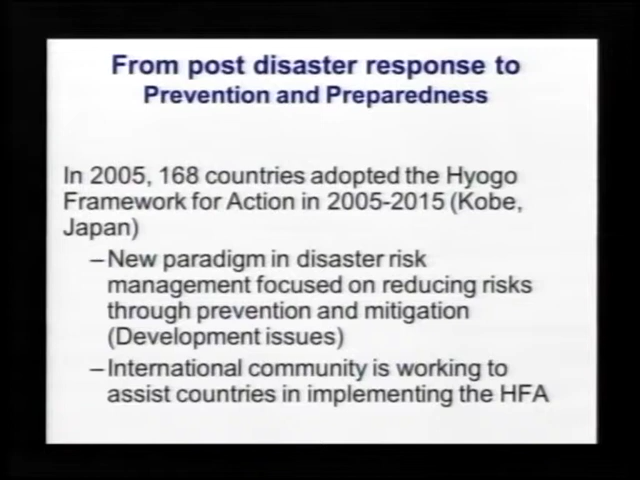 From post disaster response to
Prevention and Preparedness
In 2005, 168 countries adopted the Hyogo
Framework for Action in 2005-2015 (Kobe,
Japan)
–New paradigm in disaster risk
management focused on reducing risks
through prevention and mitigation
(Development issues)
–International community is working to
assist countries in implementing the HFA